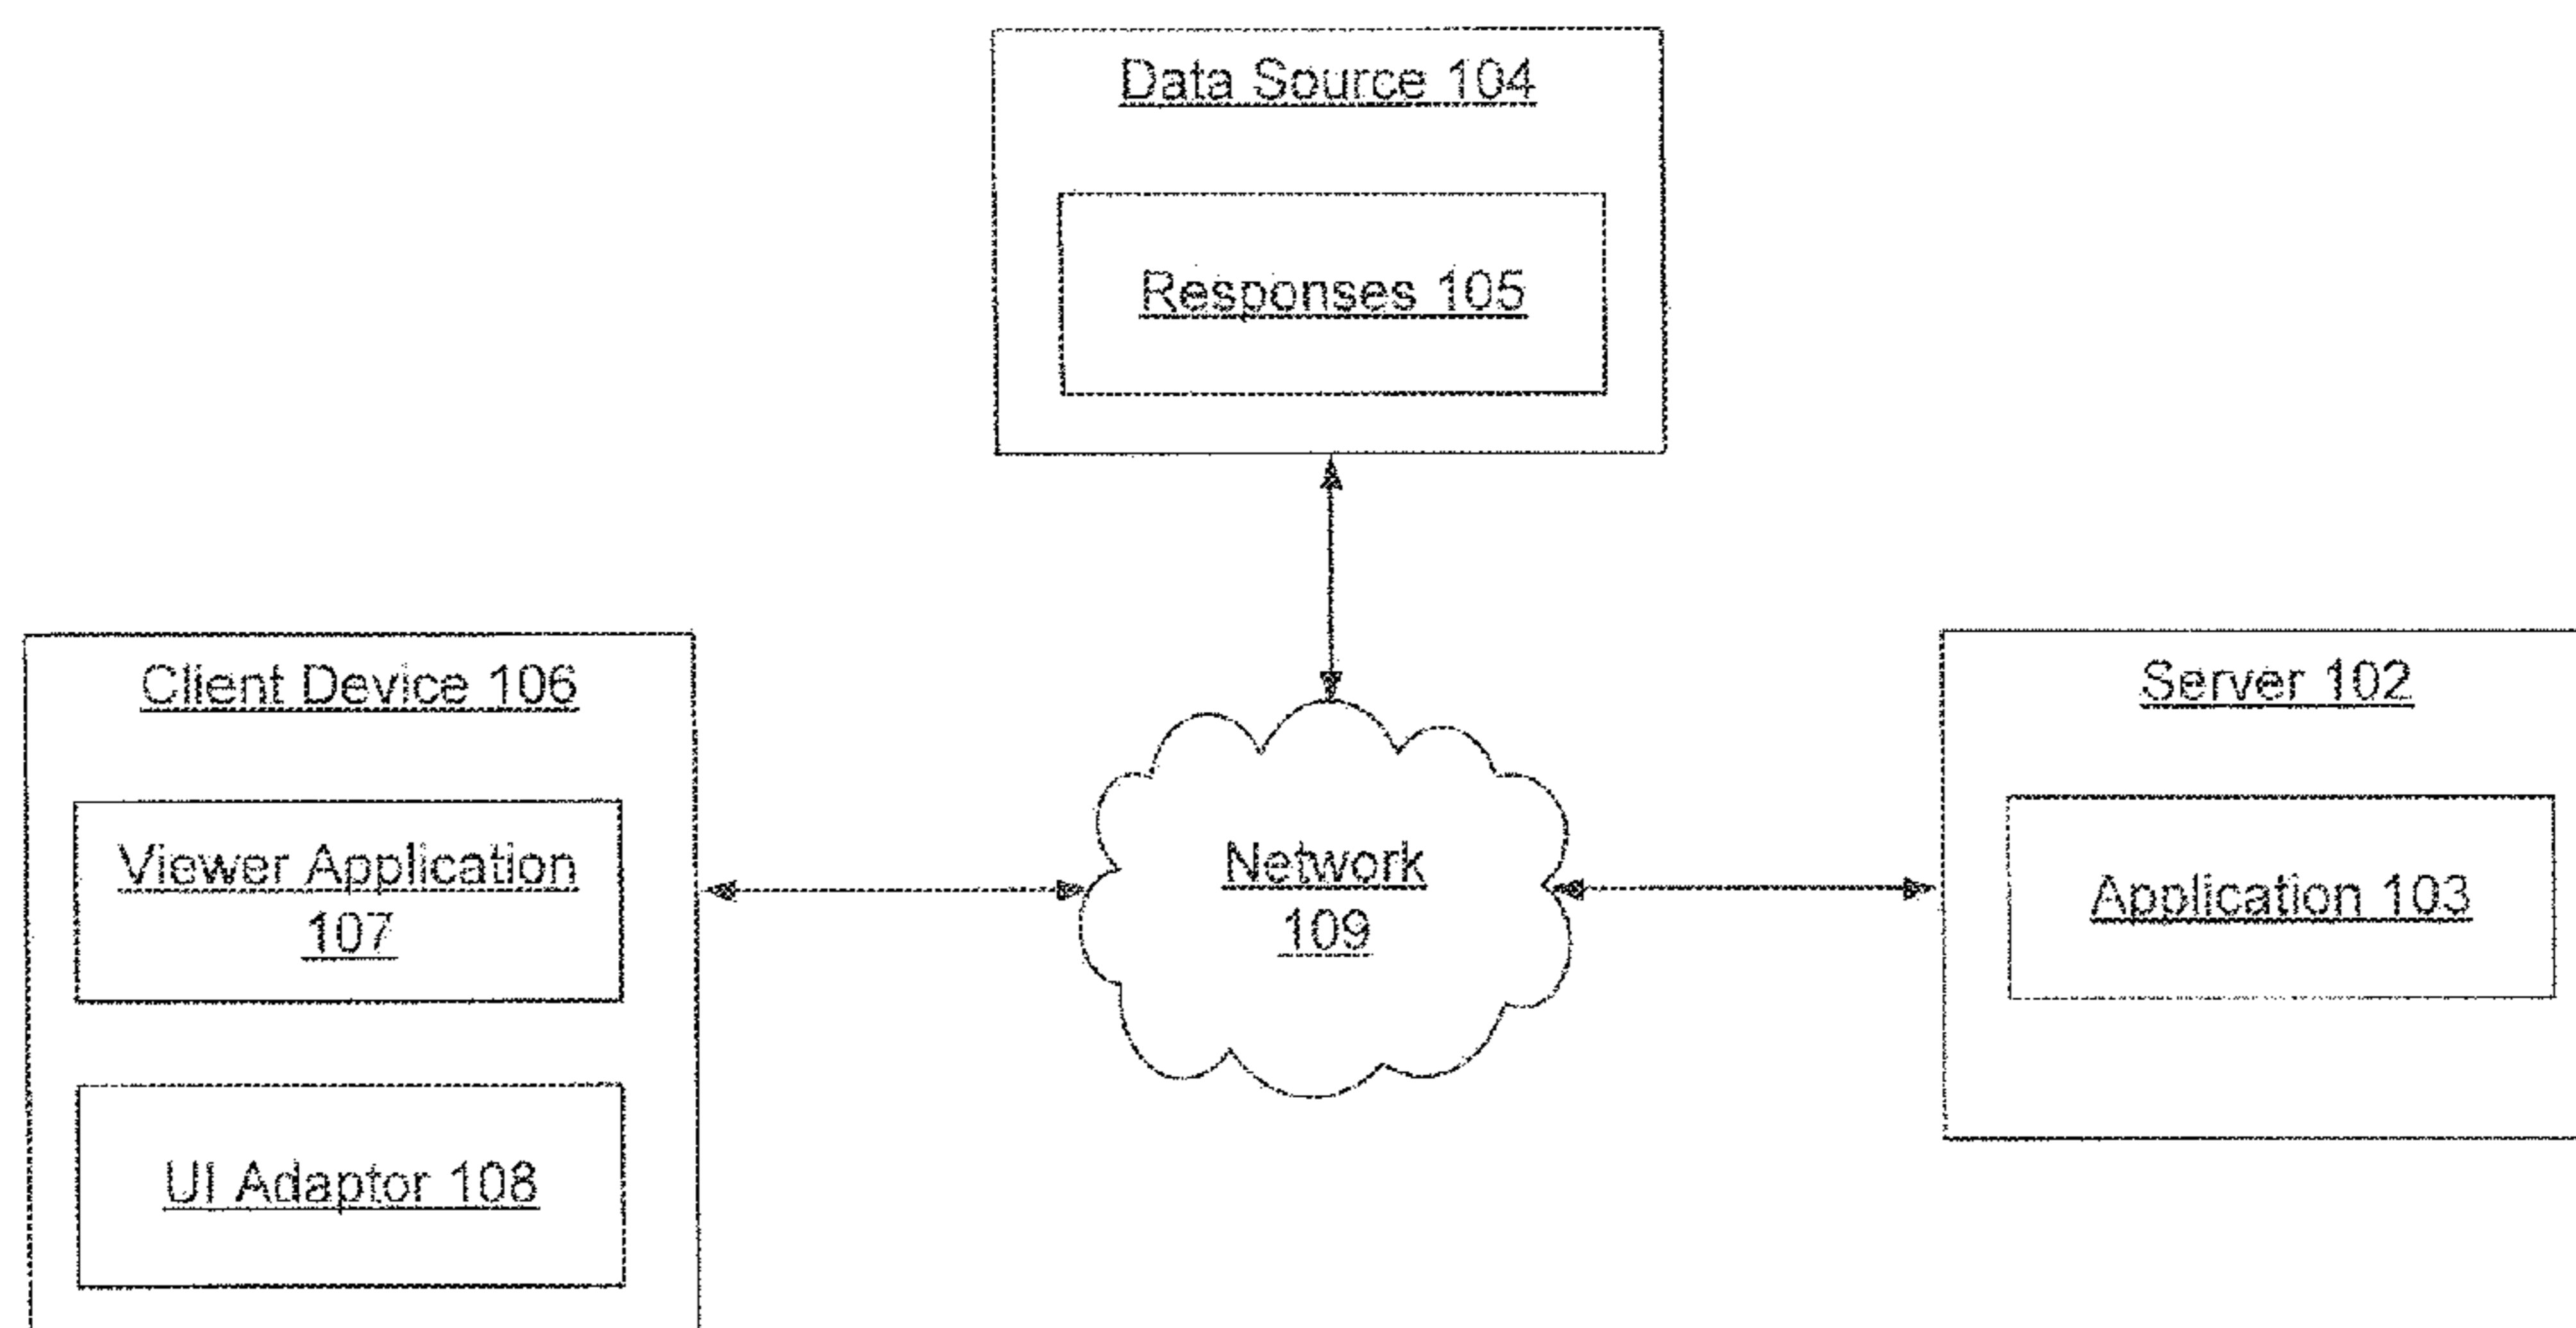 Data Source 104
Responses 105
Client Device 106
Viewer Application
107
UI Adaptor 108
Network
109
Server 102
Application 103